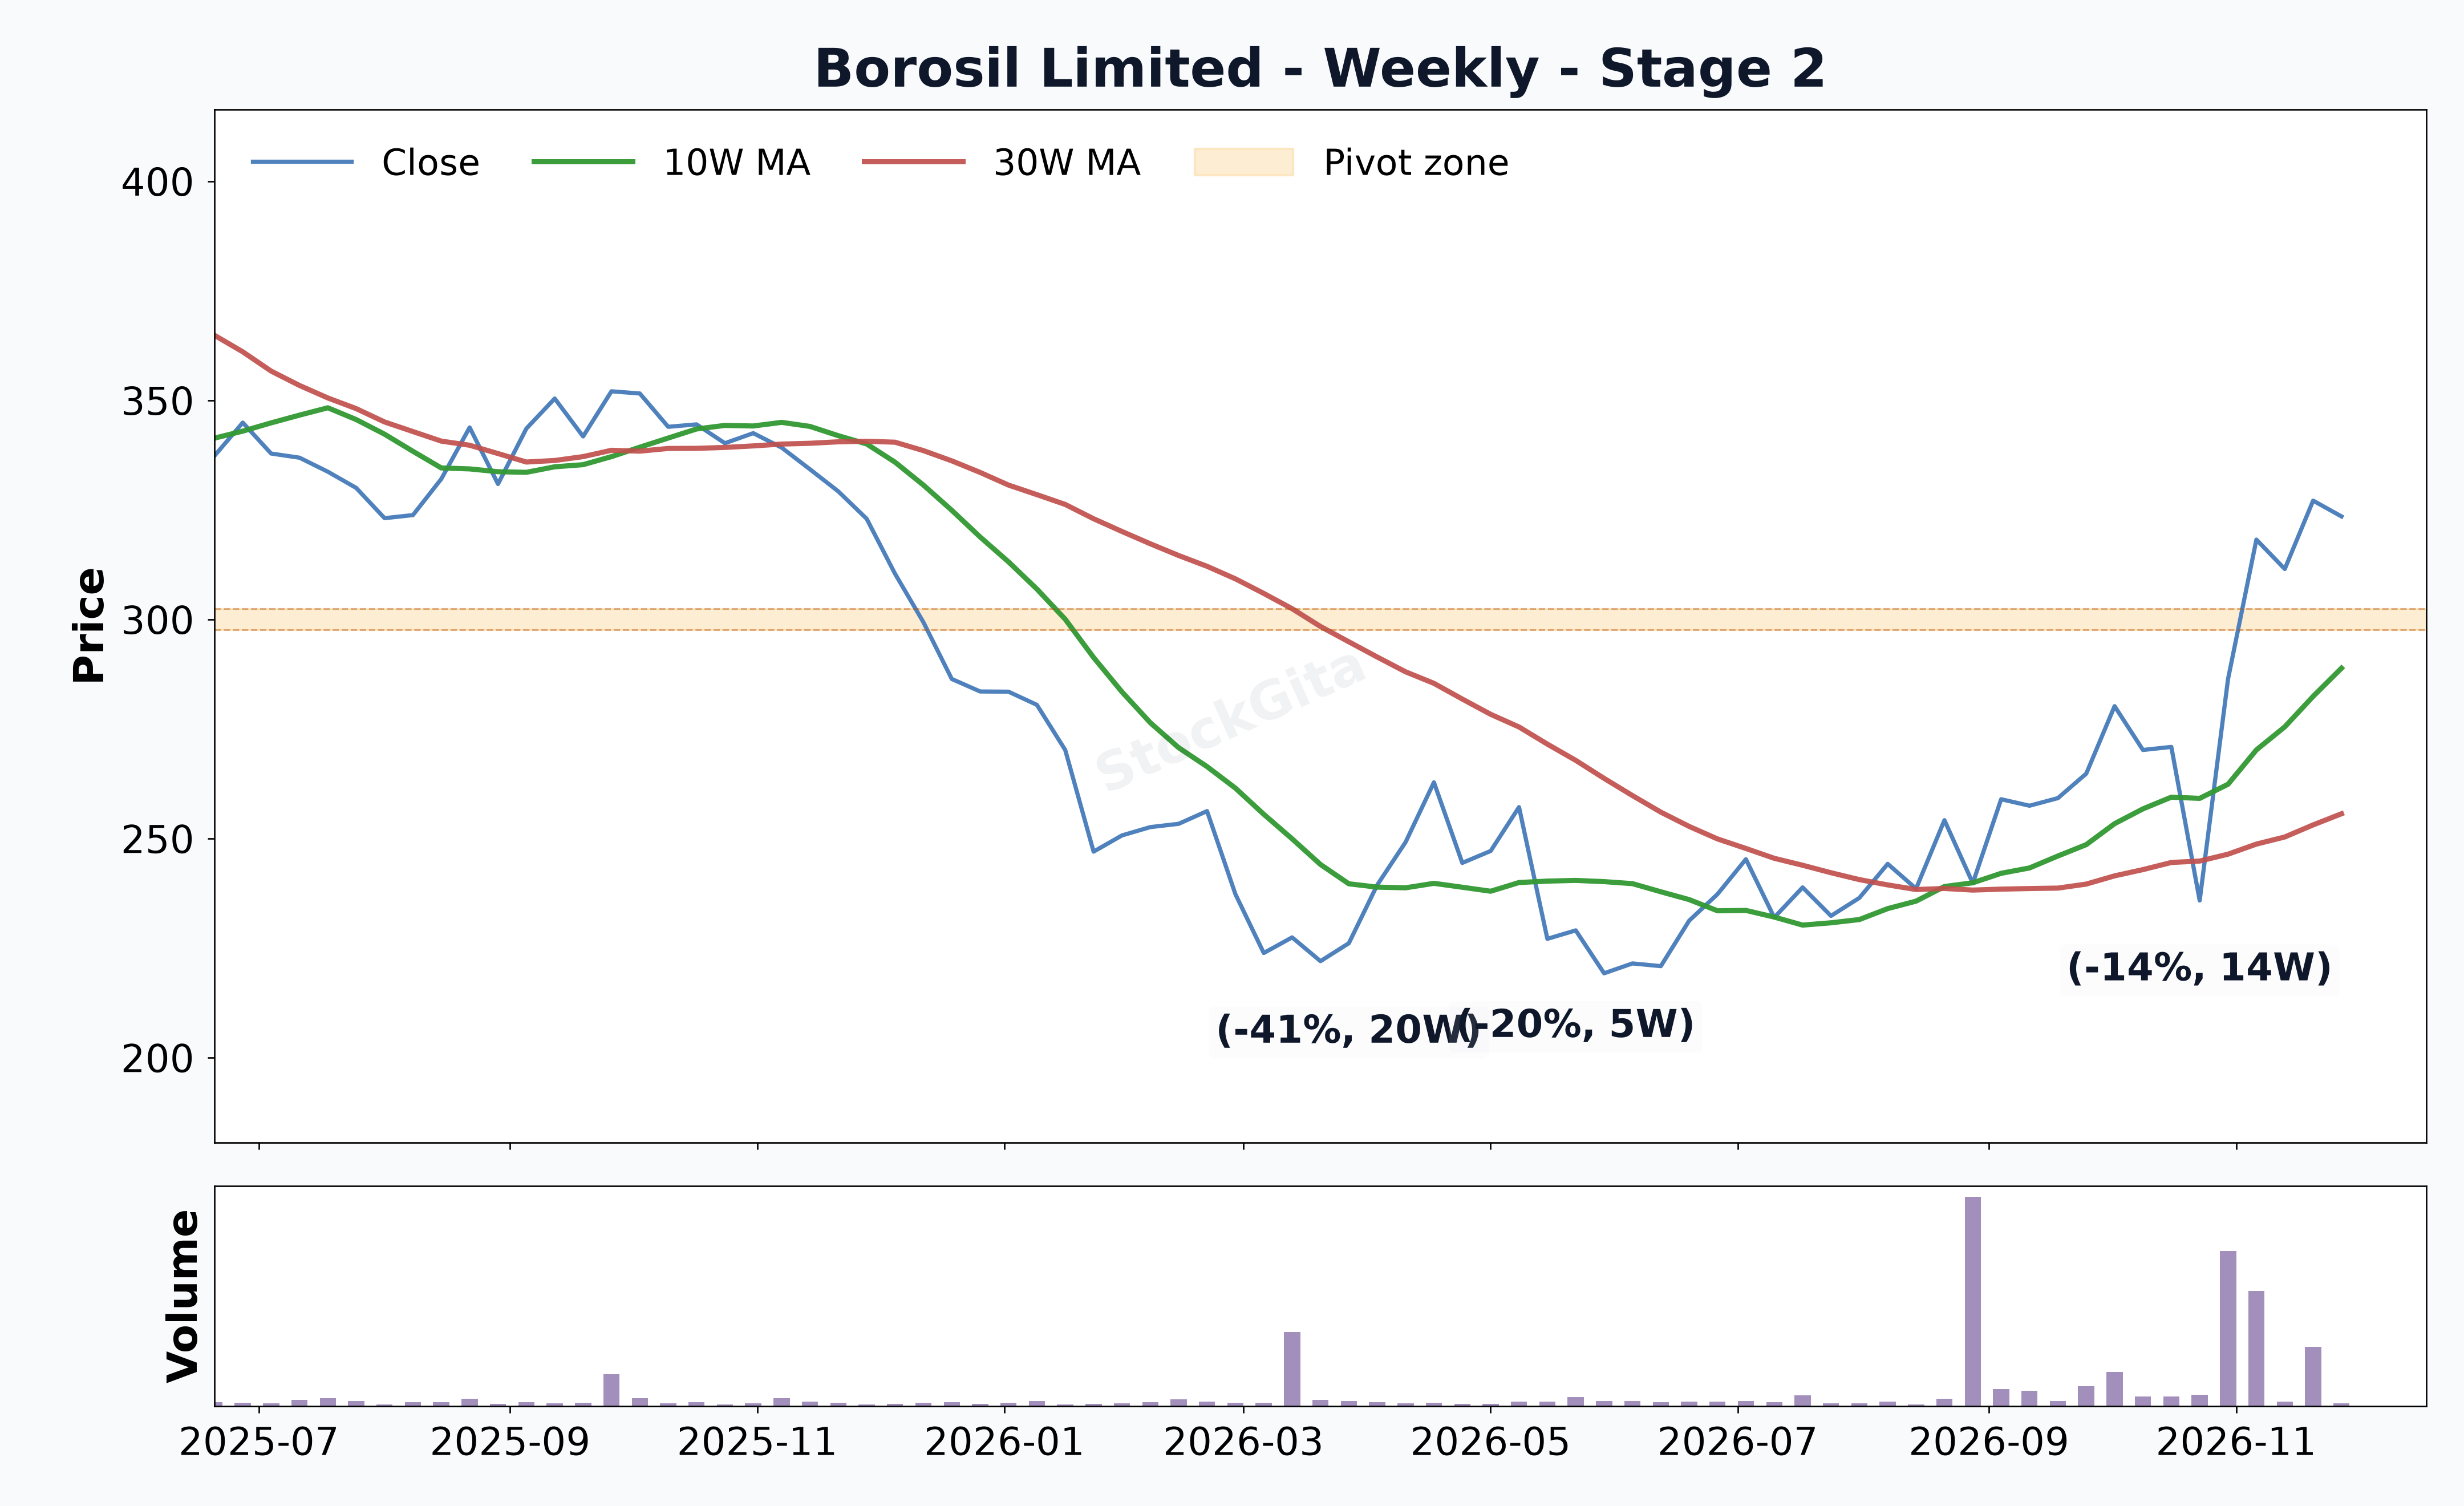 Borosil Limited - Weekly - Stage 2
Close 10W MA 30W MA Pivot zone
400
350
300
250
200
Price
StockGita
(-14%, 14W)
(-41%, 20W)
(-20%, 5W)
Volume
2025-07 2025-09 2025-11 2026-01 2026-03 2026-05 2026-07 2026-09 2026-11